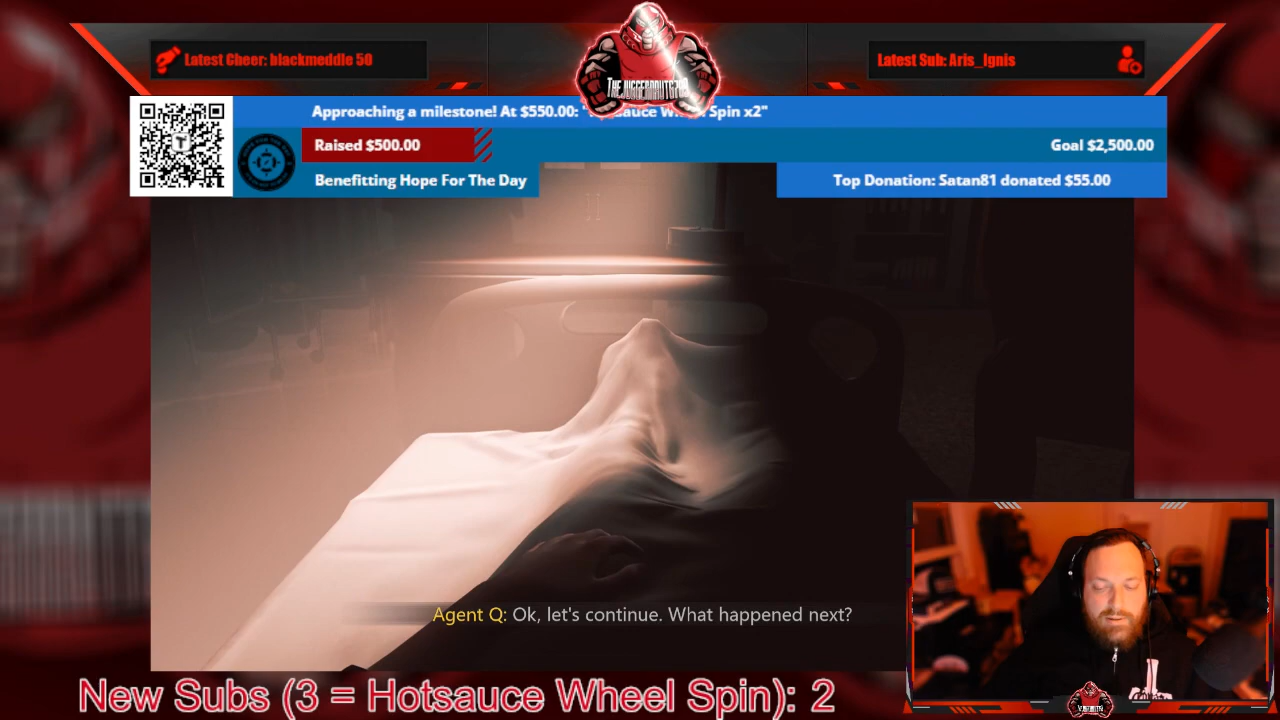 Latest Cheer: blackmeddle 50
Latest Sub: Aris_Ignis
Approaching a milestone! At $550.00: Spin x2"
Raised $500.00
Goal $2,500.00
Benefitting Hope For The Day
Top Donation: Satan81 donated $55.00
Agent Q: Ok, let's continue. What happened next?
New Subs (3 = Hotsauce Wheel Spin): 2